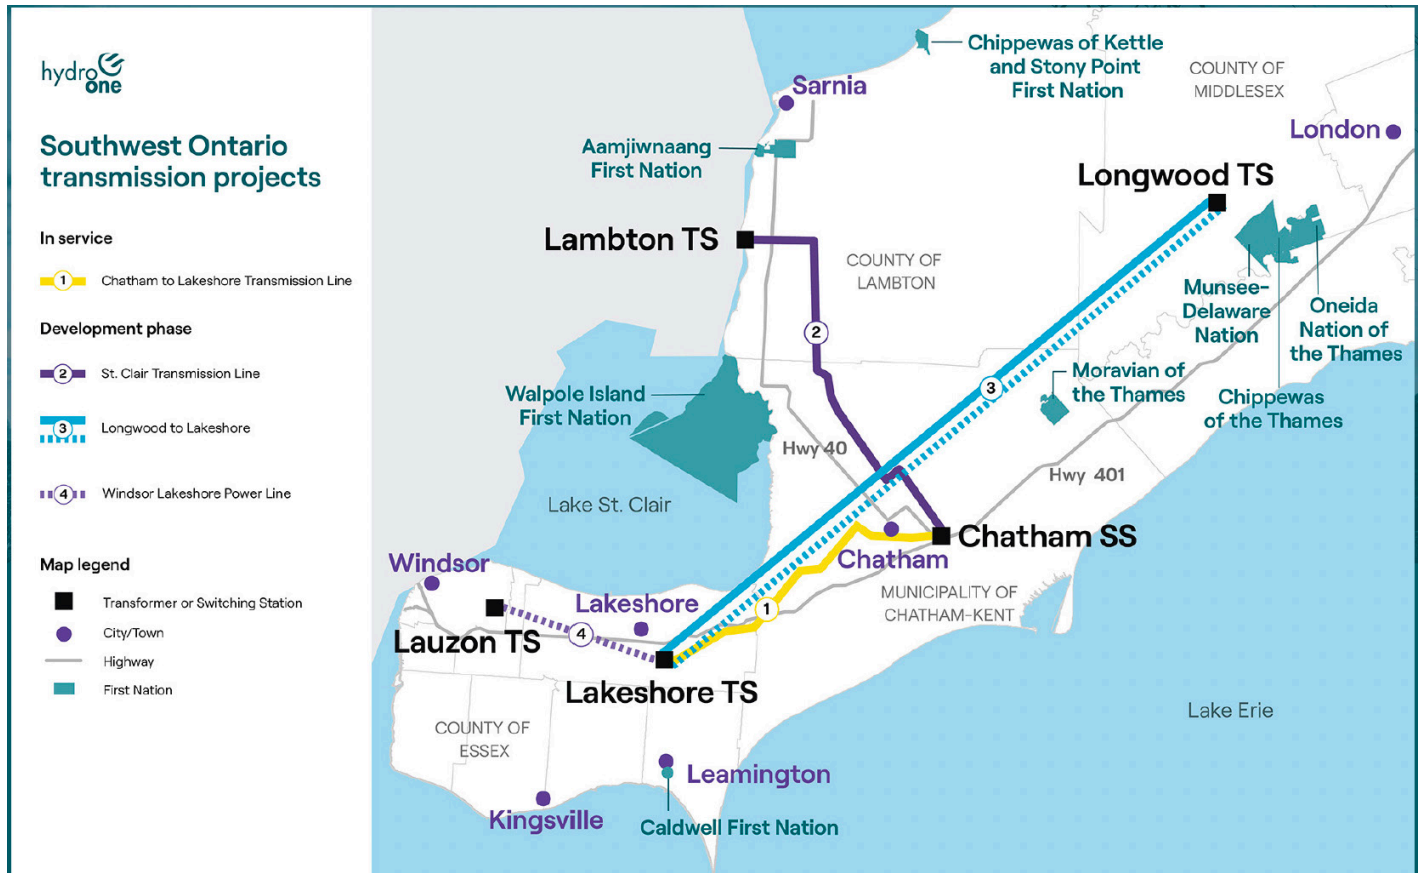 hydro
one
Southwest Ontario
transmission projects
In service
1
Chatham to Lakeshore Transmission Line
Development phase
2
St. Clair Transmission Line
3
Longwood to Lakeshore
4
Windsor Lakeshore Power Line
Map legend
Transformer or Switching Station
City/Town
Highway
First Nation
Chippewas of Kettle
and Stony Point
First Nation
COUNTY OF
MIDDLESEX
Sarnia
London
Aamjiwnaang
First Nation
Longwood TS
Lambton TS
COUNTY OF
LAMBTON
Munsee-
Delaware
Nation
Oneida
Nation of
the Thames
2
Walpole Island
First Nation
3
Moravian of
the Thames
Chippewas
of the Thames
Hwy 40
Hwy 401
Lake St. Clair
Chatham SS
Chatham
Windsor
Lakeshore
1
MUNICIPALITY OF
CHATHAM-KENT
4
Lauzon TS
Lakeshore TS
Lake Erie
COUNTY OF
ESSEX
Leamington
Kingsville
Caldwell First Nation